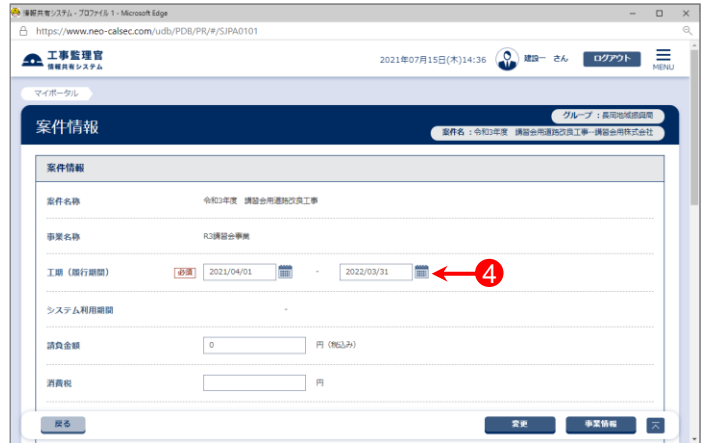 情報共有システム - プロファイル 1 - Microsoft Edge
https://www.neo-calsec.com/udb/PDB/PR/#/SJPA0101
工事監理官
情報共有システム
2021年07月15日(木)14:36
建設一 さん
ログアウト
MENU
マイポータル
案件情報
グループ：長岡地域振興局
案件名：令和3年度 講習会用道路改良工事--講習会用株式会社
案件情報
案件名称
令和3年度 講習会用道路改良工事
事業名称
R3講習会事業
工期（履行期間）
必須
2021/04/01
-
2022/03/31
4
システム利用期間
-
請負金額
0
円（税込み）
消費税
円
戻る
変更
事業情報